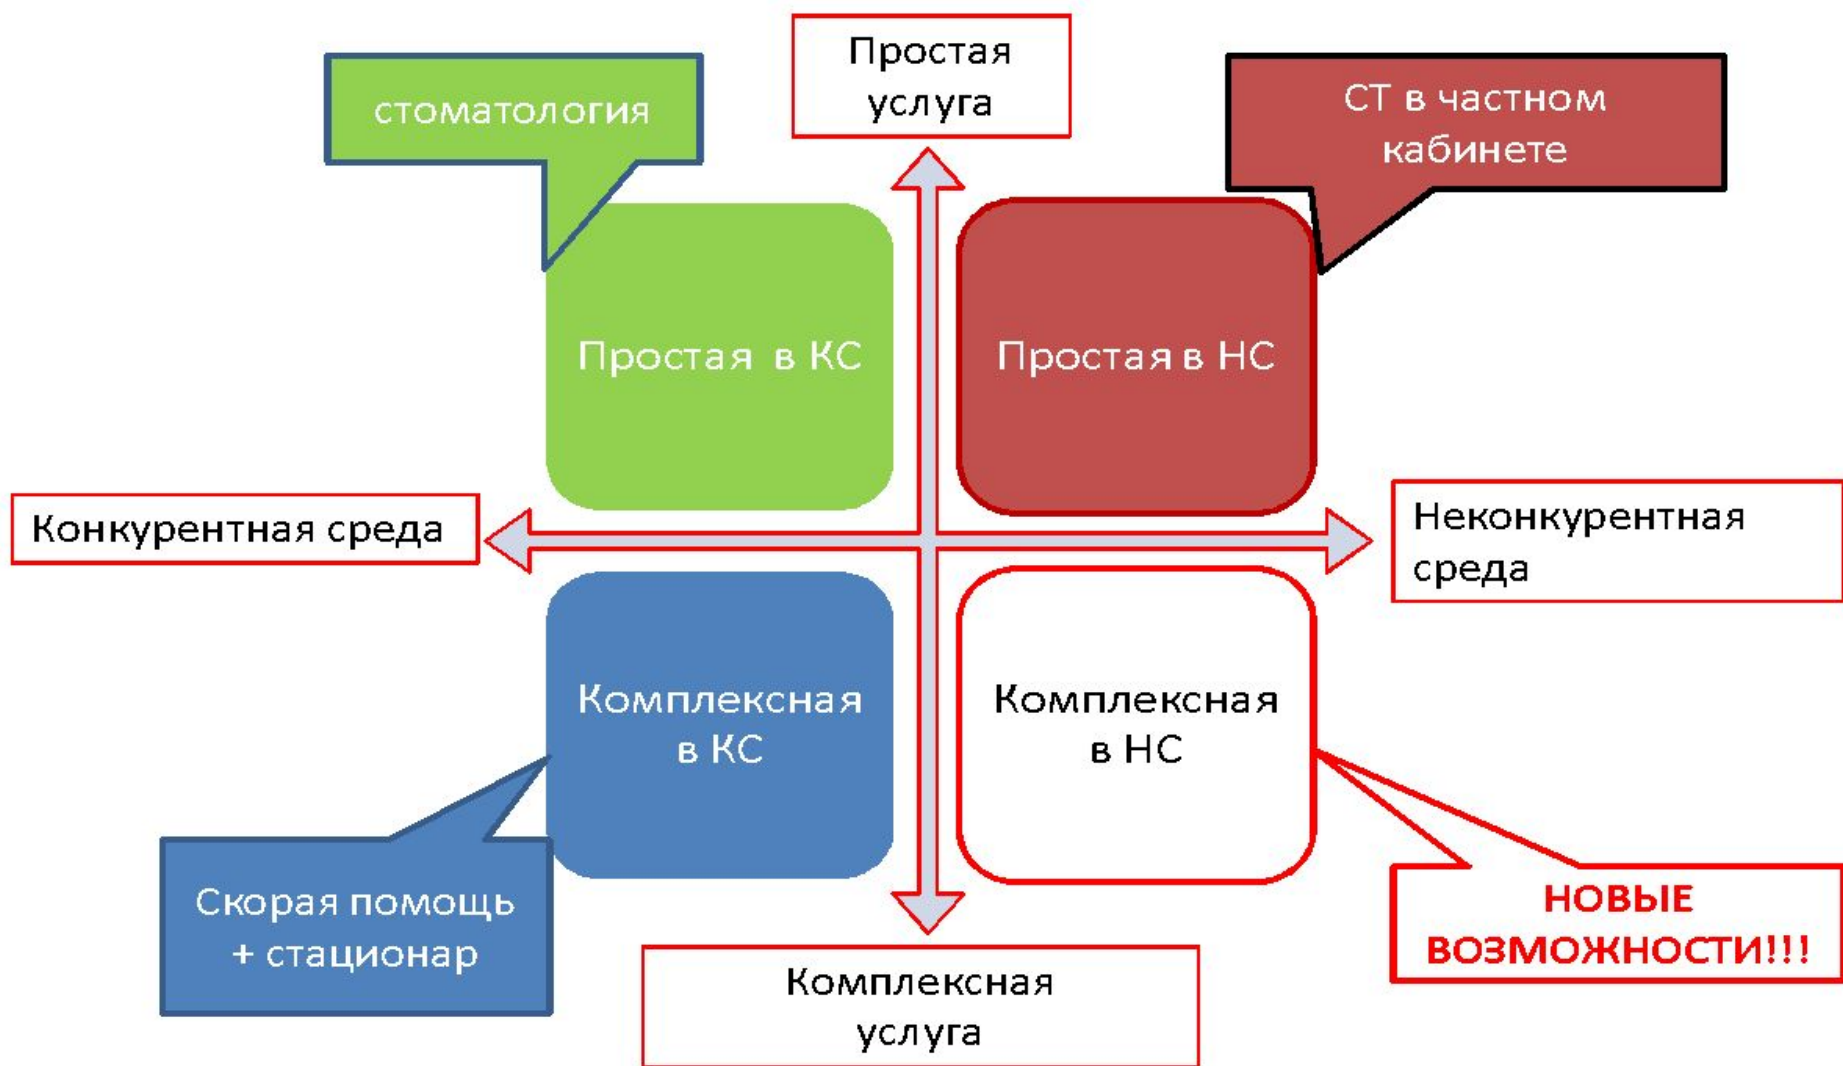 Простая
услуга
стоматология
СТ в частном
кабинете
Простая в КС
Простая в НС
Конкурентная среда
Неконкурентная
среда
Комплексная
в КС
Комплексная
в НС
Скорая помощь
+ стационар
НОВЫЕ
ВОЗМОЖНОСТИ!!!
Комплексная
услуга